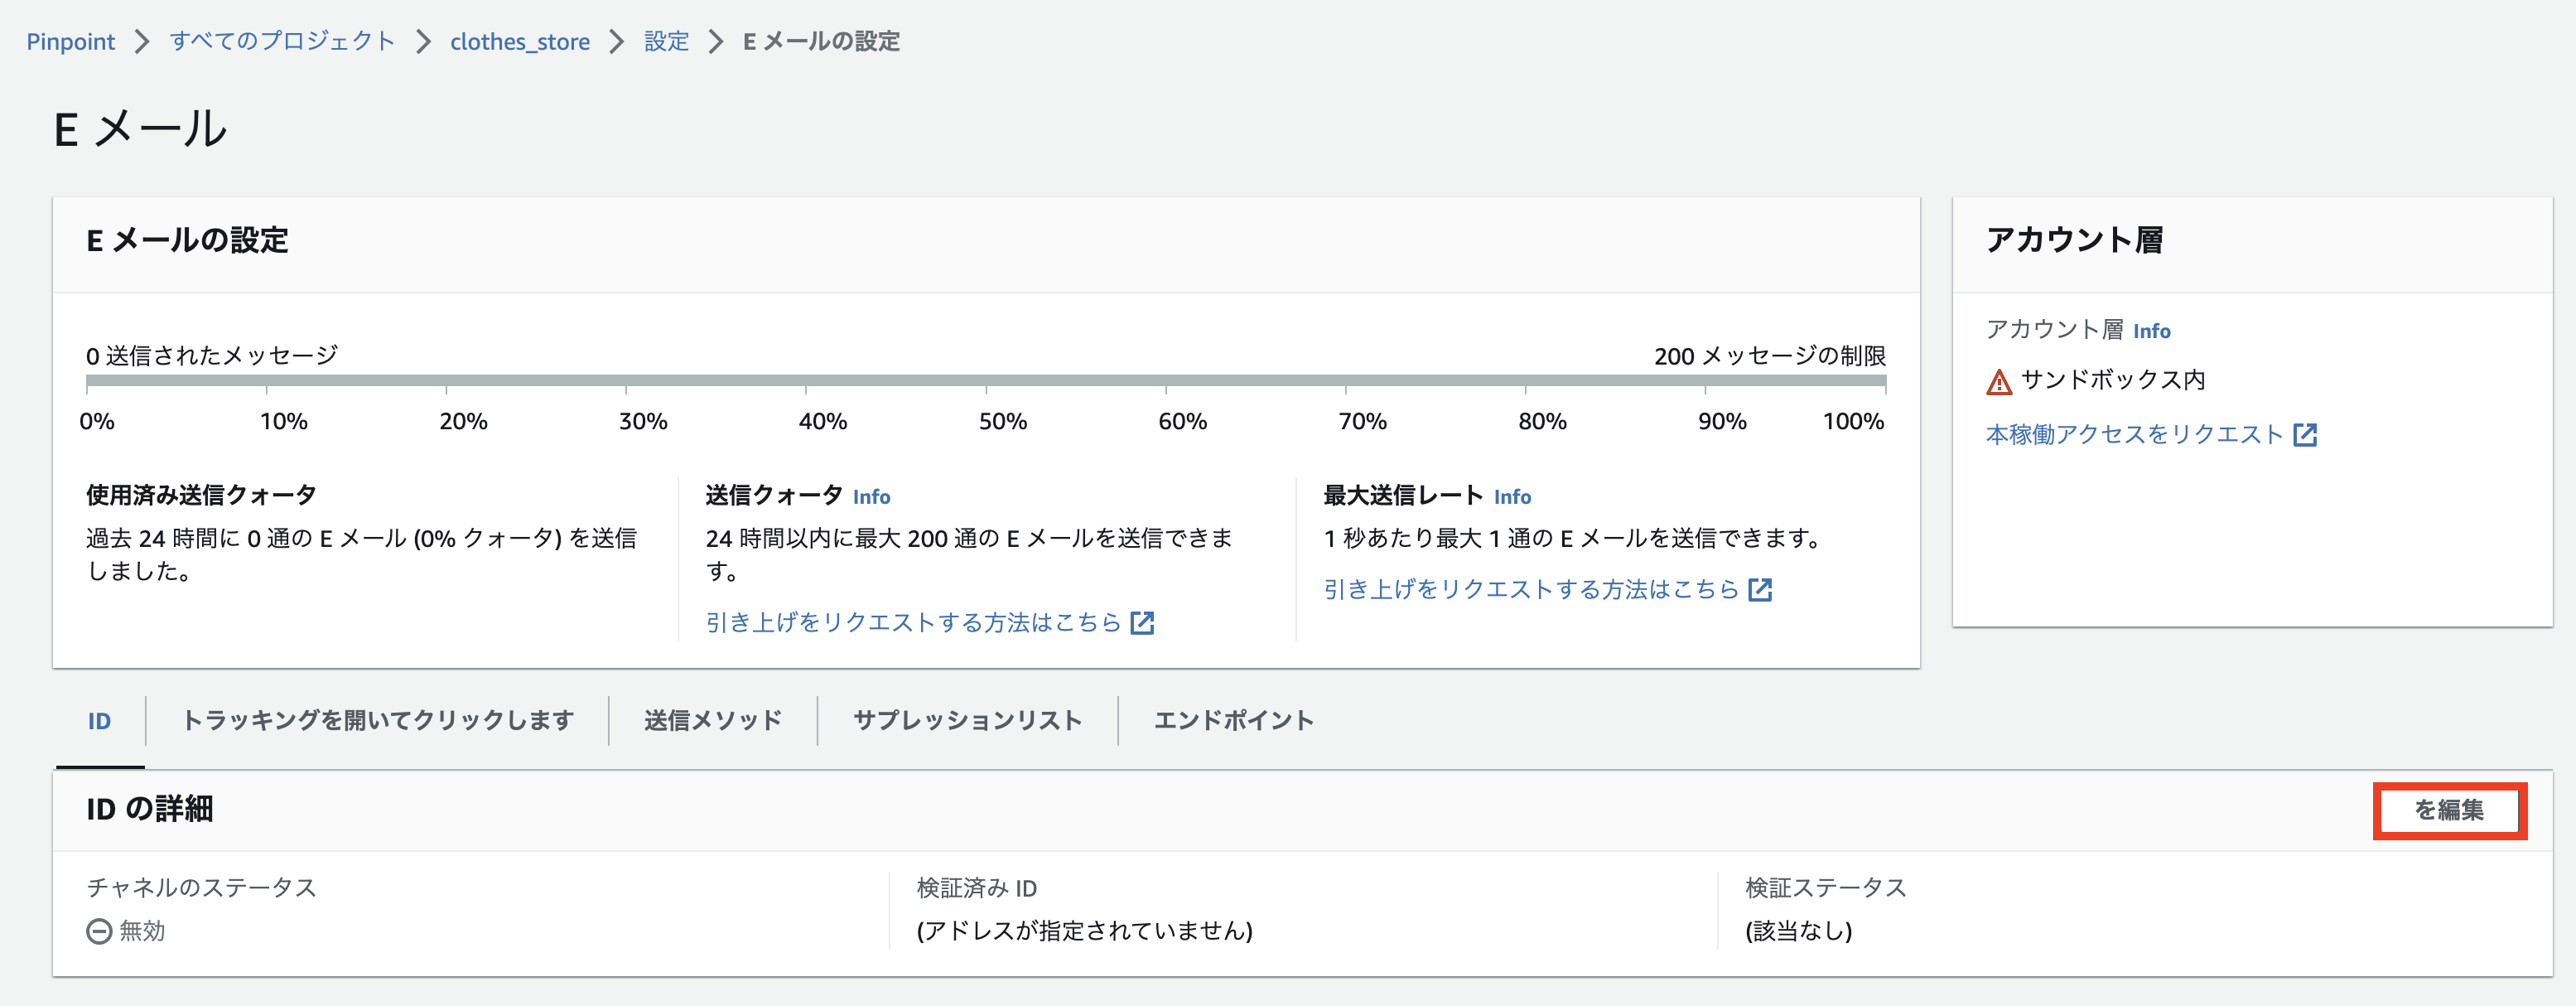 Pinpoint > すべてのプロジェクト > clothes_store > 設定 > E メールの設定
E メール
E メールの設定
0 送信されたメッセージ
200 メッセージの制限
0% 10% 20% 30% 40% 50% 60% 70% 80% 90% 100%
使用済み送信クォータ
過去 24 時間に 0 通の E メール (0% クォータ) を送信
しました。
送信クォータ Info
24 時間以内に最大 200 通の E メールを送信できま
す。
引き上げをリクエストする方法はこちら
最大送信レート Info
1 秒あたり最大 1 通の E メールを送信できます。
引き上げをリクエストする方法はこちら
アカウント層
アカウント層 Info
サンドボックス内
本稼働アクセスをリクエスト
ID
トラッキングを開いてクリックします
送信メソッド
サプレッションリスト
エンドポイント
ID の詳細
を編集
チャネルのステータス
無効
検証済み ID
(アドレスが指定されていません)
検証ステータス
(該当なし)